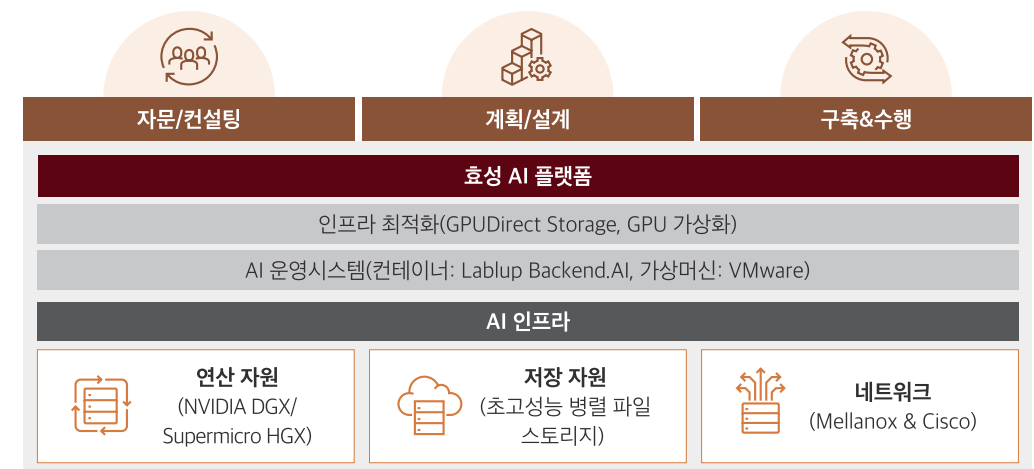 자문/컨설팅
계획/설계
구축&수행
효성 AI 플랫폼
인프라 최적화(GPUDirect Storage, GPU 가상화)
AI 운영시스템(컨테이너: Lablup Backend.AI, 가상머신: VMware)
AI 인프라
연산 자원
(NVIDIA DGX/
Supermicro HGX)
저장 자원
(초고성능 병렬 파일
스토리지)
네트워크
(Mellanox & Cisco)